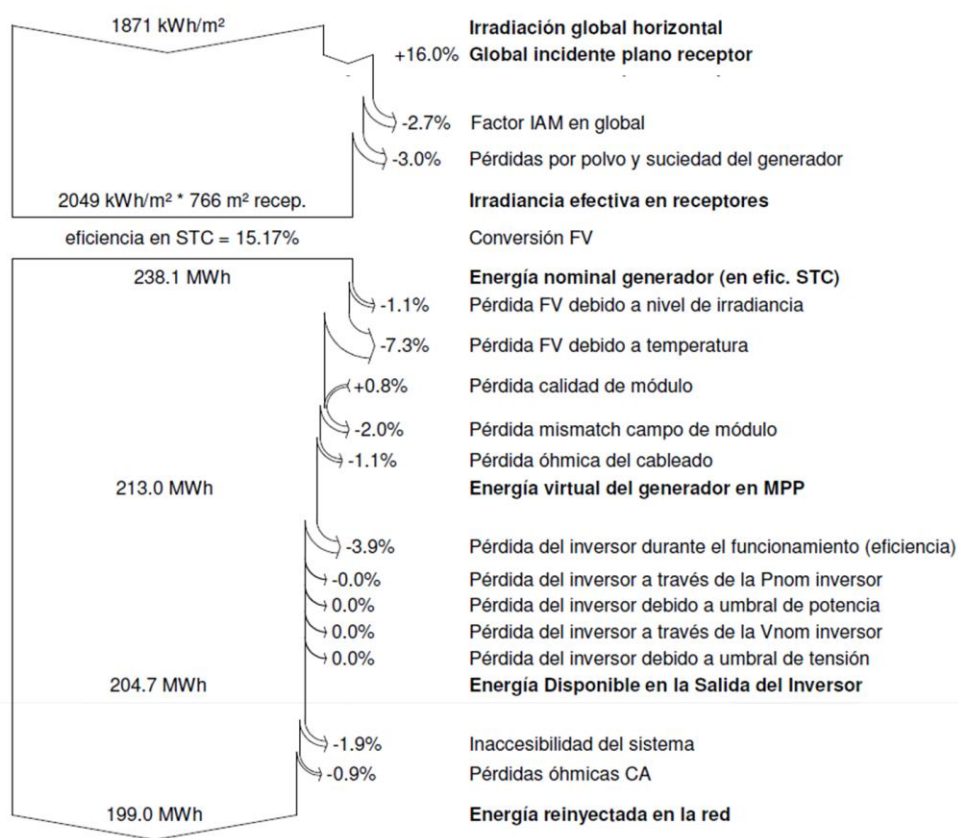 1871 kWh/m² Irradiación global horizontal
+16.0% Global incidente plano receptor
-2.7% Factor IAM en global
-3.0% Pérdidas por polvo y suciedad del generador
2049 kWh/m² * 766 m² recep. Irradiancia efectiva en receptores
eficiencia en STC = 15.17% Conversión FV
238.1 MWh Energía nominal generador (en efic. STC)
-1.1% Pérdida FV debido a nivel de irradiancia
-7.3% Pérdida FV debido a temperatura
+0.8% Pérdida calidad de módulo
-2.0% Pérdida mismatch campo de módulo
-1.1% Pérdida óhmica del cableado
213.0 MWh Energía virtual del generador en MPP
-3.9% Pérdida del inversor durante el funcionamiento (eficiencia)
-0.0% Pérdida del inversor a través de la Pnom inversor
0.0% Pérdida del inversor debido a umbral de potencia
0.0% Pérdida del inversor a través de la Vnom inversor
0.0% Pérdida del inversor debido a umbral de tensión
204.7 MWh Energía Disponible en la Salida del Inversor
-1.9% Inaccesibilidad del sistema
-0.9% Pérdidas óhmicas CA
199.0 MWh Energía reinyectada en la red